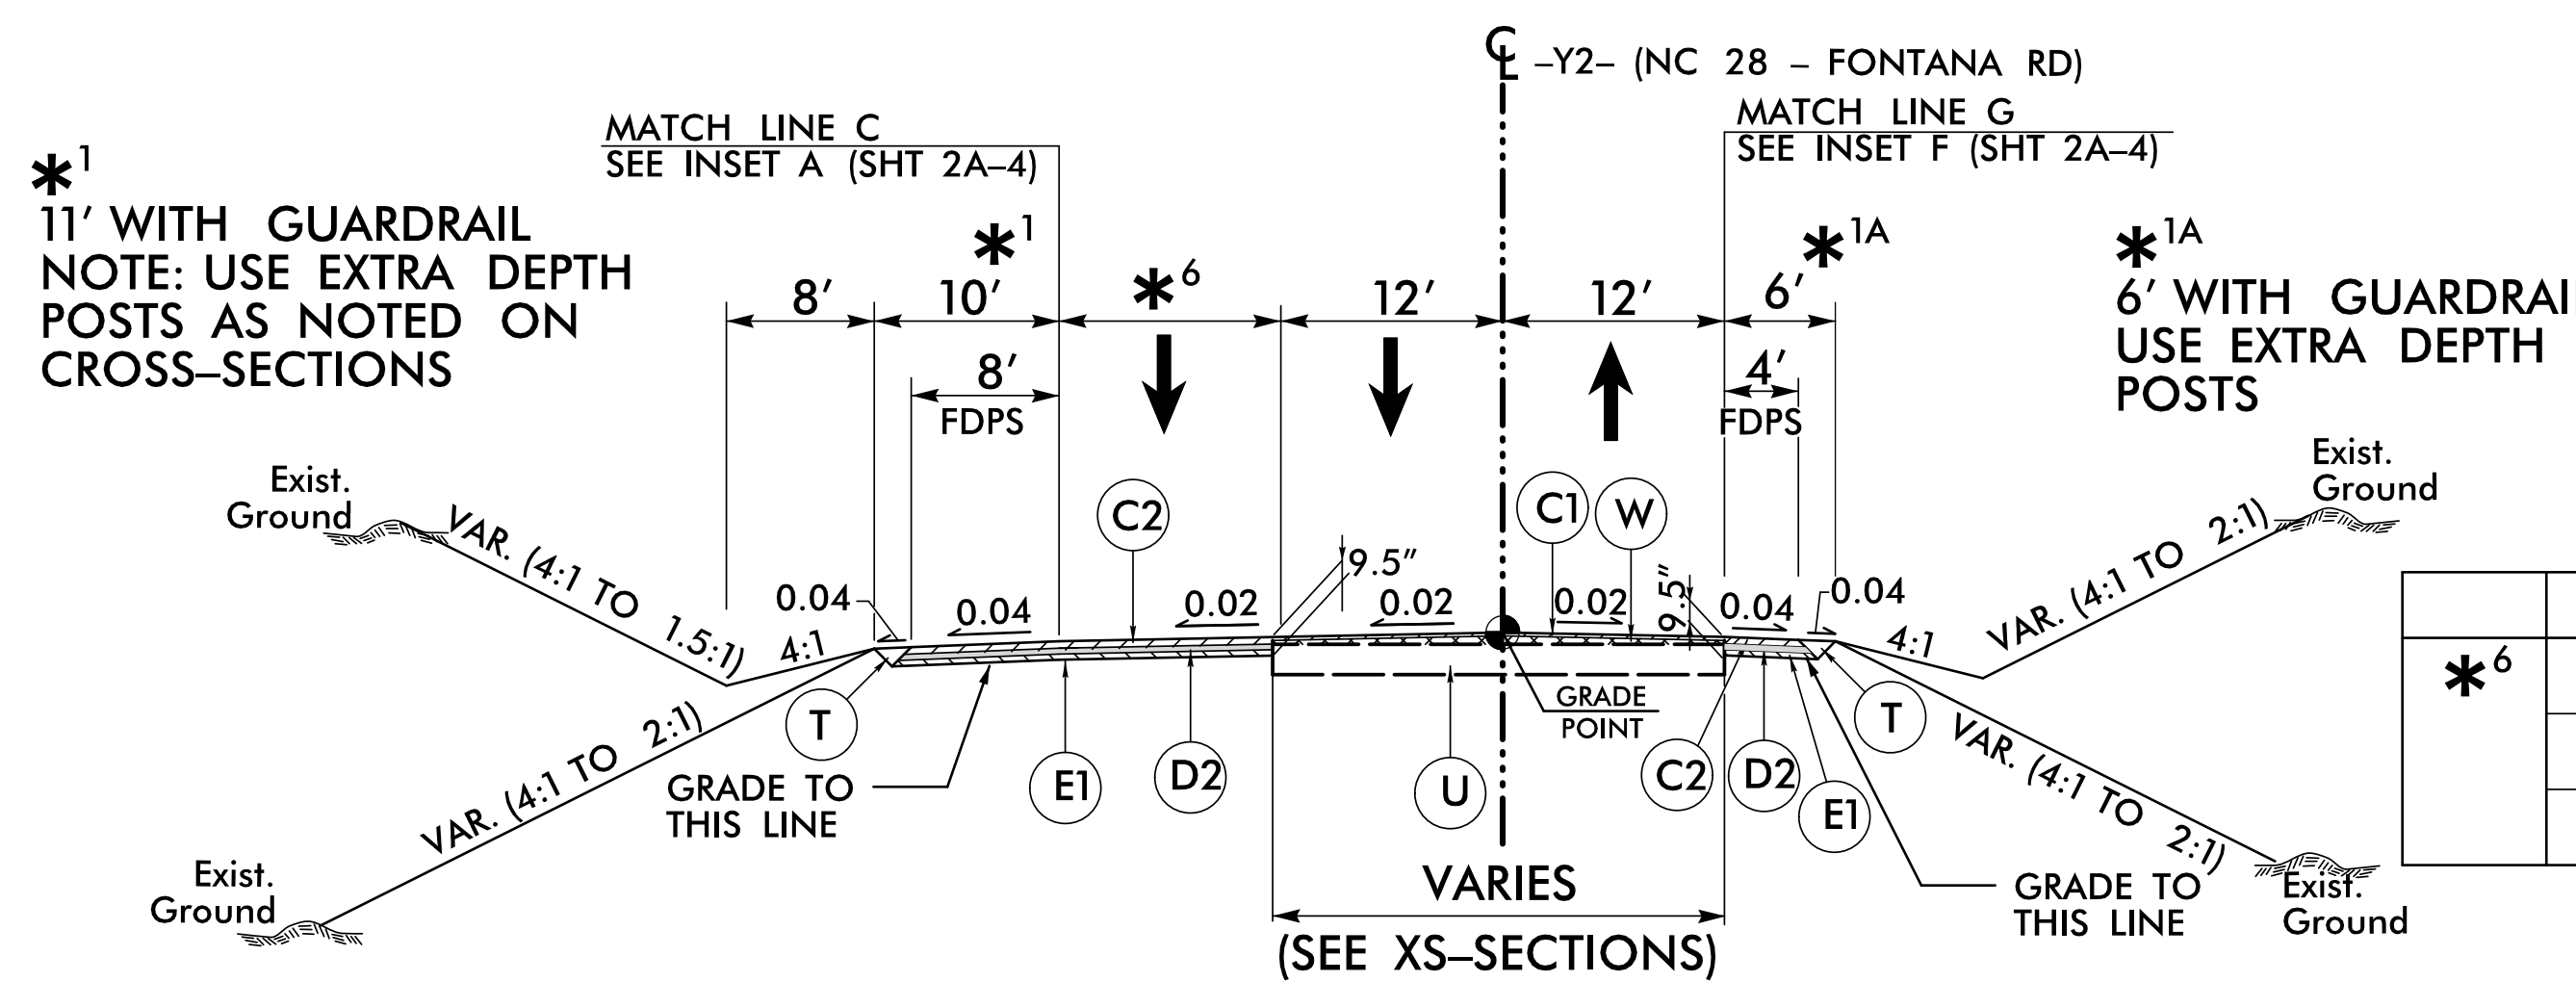 ℄ –Y2– (NC 28 – FONTANA RD)
MATCH LINE C
SEE INSET A (SHT 2A–4)
MATCH LINE G
SEE INSET F (SHT 2A–4)
*1
11' WITH GUARDRAIL
NOTE: USE EXTRA DEPTH
POSTS AS NOTED ON
CROSS–SECTIONS
*1
*6
*1A
*1A
6' WITH GUARDRAI
USE EXTRA DEPTH
POSTS
8'
10'
12'
12'
6'
8'
FDPS
4'
FDPS
Exist.
Ground
VAR. (4:1 TO 1.5:1)
4:1
0.04
0.04
C2
0.02
9.5"
0.02
C1
W
0.02
9.5"
0.04
0.04
4:1
VAR. (4:1 TO 2:1)
Exist.
Ground
*6
T
GRADE TO
THIS LINE
E1
D2
U
GRADE
POINT
C2
D2
E1
T
VAR. (4:1 TO 2:1)
VAR. (4:1 TO 2:1)
Exist.
Ground
VARIES
(SEE XS–SECTIONS)
GRADE TO
THIS LINE
Exist.
Ground